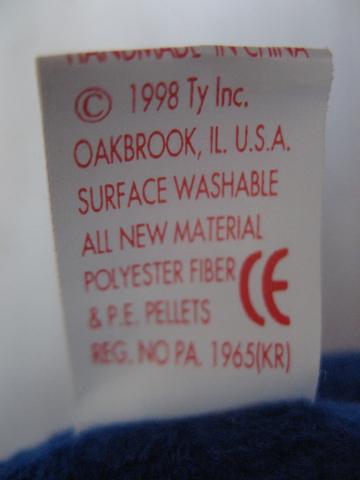 HANDMADE IN CHINA
© 1998 Ty Inc.
OAKBROOK, IL. U.S.A.
SURFACE WASHABLE
ALL NEW MATERIAL
POLYESTER FIBER
& P.E. PELLETS
CE
REG. NO PA. 1965(KR)